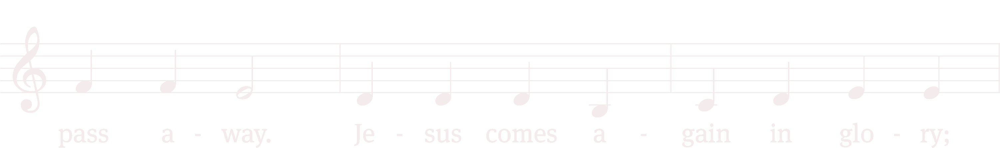 pass a - way. Je - sus comes a - gain in glo - ry;